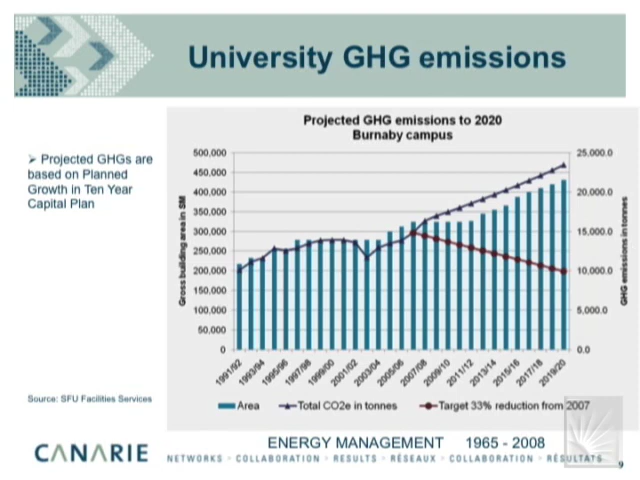 University GHG emissions
➢ Projected GHGs are
based on Planned
Growth in Ten Year
Capital Plan
Projected GHG emissions to 2020
Burnaby campus
Gross building area in SM
500,000
450,000
400,000
350,000
300,000
250,000
200,000
150,000
100,000
50,000
0
25,000.0
20,000.0
15,000.0
10,000.0
5,000.0
0.0
GHG emissions in tonnes
1991/92
1993/94
1995/96
1997/98
1999/00
2001/02
2003/04
2005/06
2007/08
2009/10
2011/12
2013/14
2015/16
2017/18
2019/20
Area Total CO2e in tonnes Target 33% reduction from 2007
Source: SFU Facilities Services
ENERGY MANAGEMENT 1965 - 2008
CANARIE
NETWORKS COLLABORATION RESULTS RÉSEAUX COLLABORATION RÉSULTATS
9